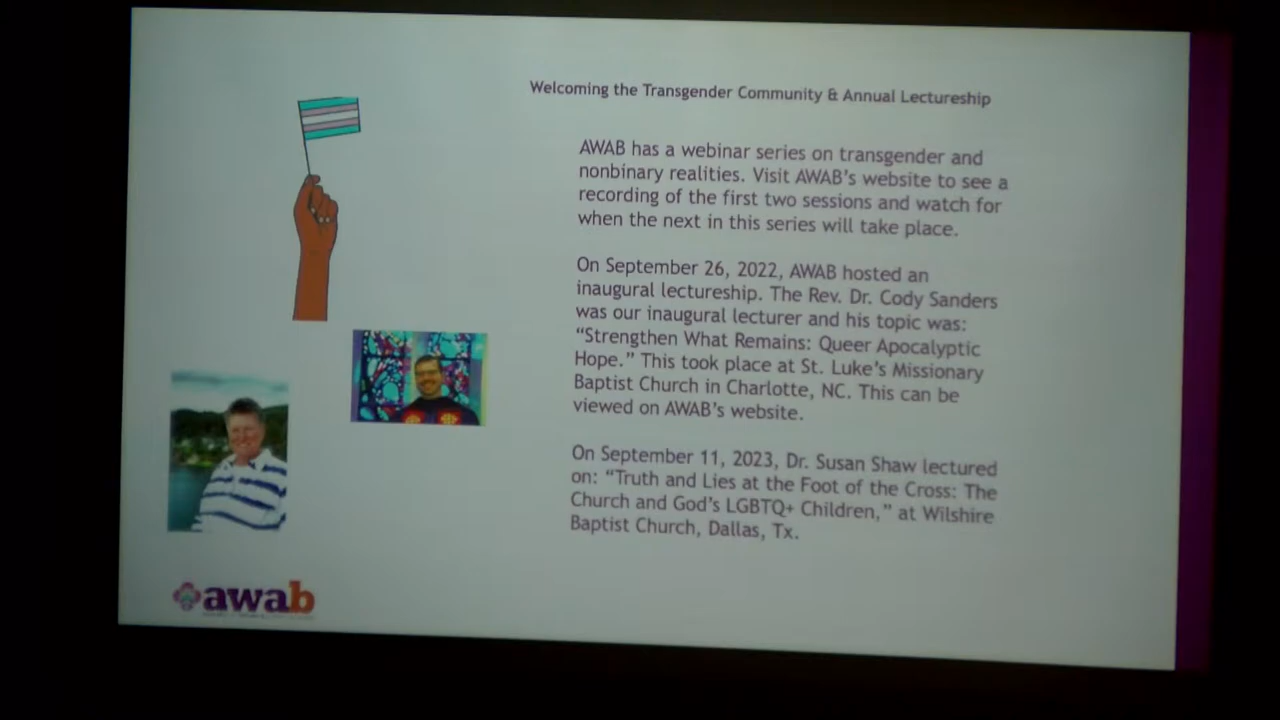 Welcoming the Transgender Community & Annual Lectureship
AWAB has a webinar series on transgender and
nonbinary realities. Visit AWAB's website to see a
recording of the first two sessions and watch for
when the next in this series will take place.
On September 26, 2022, AWAB hosted an
inaugural lectureship. The Rev. Dr. Cody Sanders
was our inaugural lecturer and his topic was:
“Strengthen What Remains: Queer Apocalyptic
Hope.” This took place at St. Luke's Missionary
Baptist Church in Charlotte, NC. This can be
viewed on AWAB's website.
On September 11, 2023, Dr. Susan Shaw lectured
on: “Truth and Lies at the Foot of the Cross: The
Church and God's LGBTQ+ Children,” at Wilshire
Baptist Church, Dallas, Tx.
awab